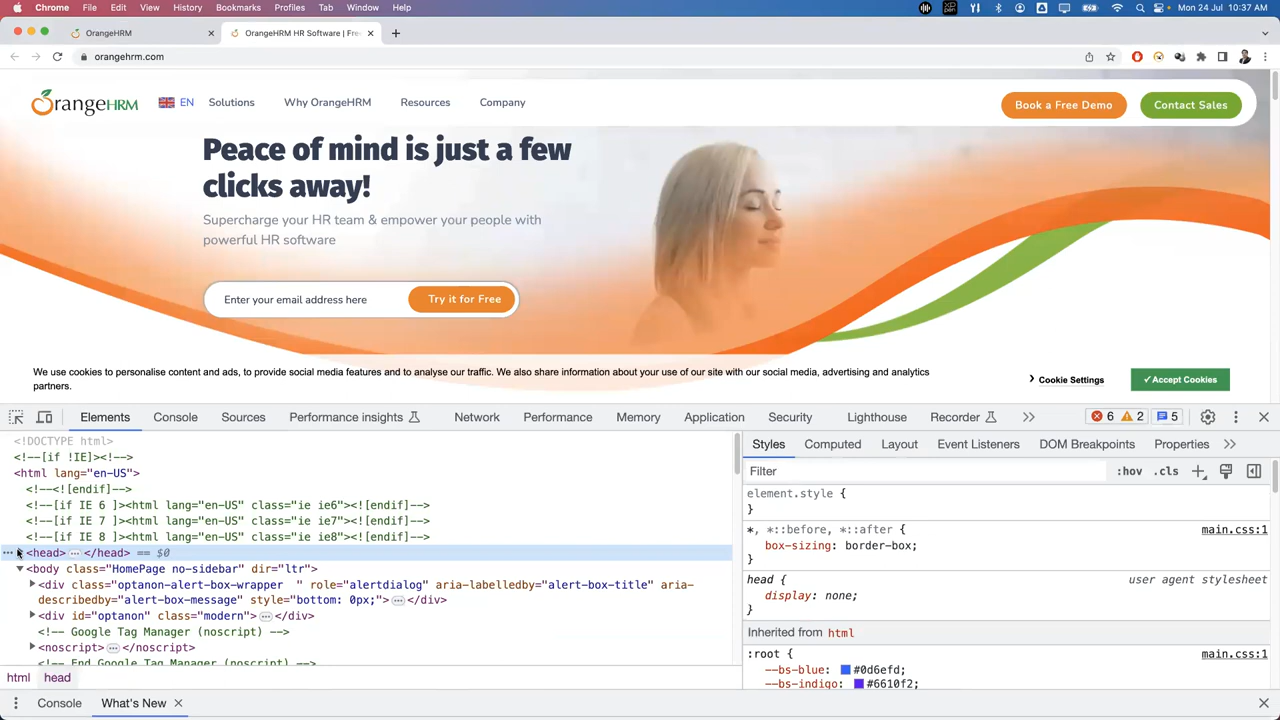 Chrome File Edit View History Bookmarks Profiles Tab Window Help Mon 24 Jul 10:37 AM
OrangeHRM OrangeHRM HR Software | Fre
orangehrm.com
OrangeHRM EN Solutions Why OrangeHRM Resources Company Book a Free Demo Contact Sales
Peace of mind is just a few
clicks away!
Supercharge your HR team & empower your people with
powerful HR software
Enter your email address here Try it for Free
We use cookies to personalise content and ads, to provide social media features and to analyse our traffic. We also share information about your use of our site with our social media, advertising and analytics
partners.
Cookie Settings ✓Accept Cookies
Elements Console Sources Performance insights Network Performance Memory Application Security Lighthouse Recorder 6 2 5
<!DOCTYPE html>
<!--[if !IE]><!-->
<html lang="en-US">
<!--<![endif]-->
<!--[if IE 6 ]><html lang="en-US" class="ie ie6"><![endif]-->
<!--[if IE 7 ]><html lang="en-US" class="ie ie7"><![endif]-->
<!--[if IE 8 ]><html lang="en-US" class="ie ie8"><![endif]-->
<head> … </head> == $0
<body class="HomePage no-sidebar" dir="ltr">
<div class="optanon-alert-box-wrapper  " role="alertdialog" aria-labelledby="alert-box-title" aria-
describedby="alert-box-message" style="bottom: 0px;"> … </div>
<div id="optanon" class="modern"> … </div>
<!-- Google Tag Manager (noscript) -->
<noscript> … </noscript>
<!-- End Google Tag Manager (noscript) -->
html head
Styles Computed Layout Event Listeners DOM Breakpoints Properties
Filter :hov .cls
element.style {
}
*, *::before, *::after { main.css:1
box-sizing: border-box;
}
head { user agent stylesheet
display: none;
}
Inherited from html
:root { main.css:1
--bs-blue: #0d6efd;
--bs-indigo: #6610f2;
Console What's New